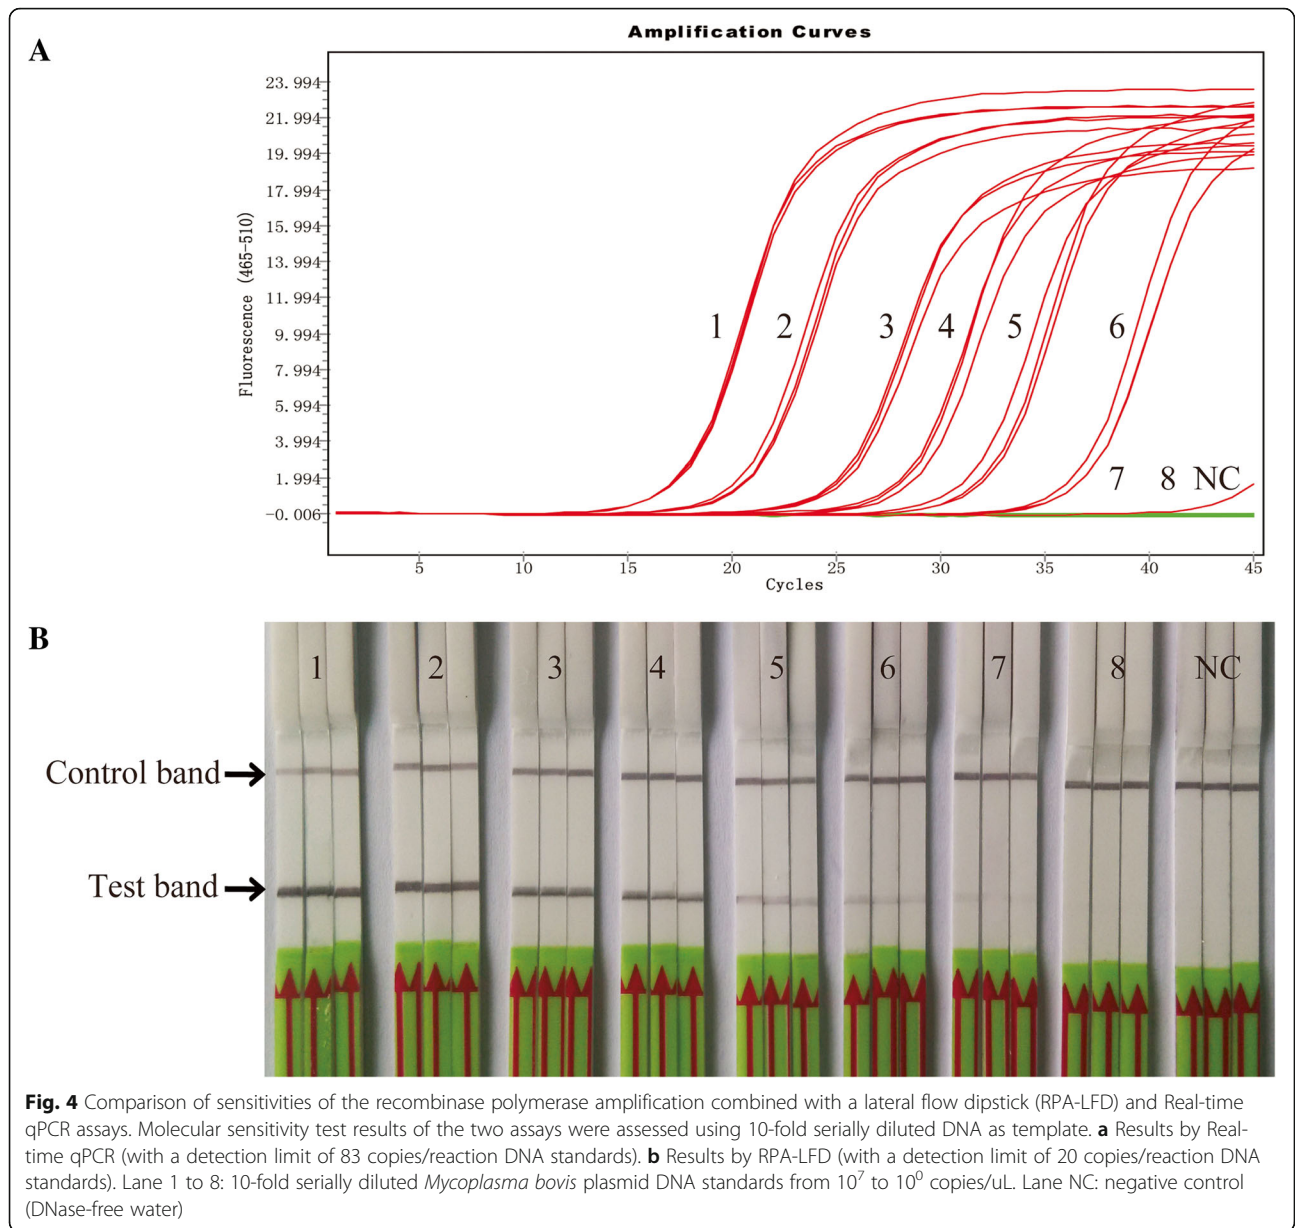 A
Amplification Curves
Fluorescence (465-510)
23.994
21.994
19.994
17.994
15.994
13.994
11.994
9.994
7.994
5.994
3.994
1.994
-0.006
1 2 3 4 5 6
7 8 NC
5 10 15 20 25 30 35 40 45
Cycles
B
1 2 3 4 5 6 7 8 NC
Control band
Test band
Fig. 4 Comparison of sensitivities of the recombinase polymerase amplification combined with a lateral flow dipstick (RPA-LFD) and Real-time
qPCR assays. Molecular sensitivity test results of the two assays were assessed using 10-fold serially diluted DNA as template. a Results by Real-
time qPCR (with a detection limit of 83 copies/reaction DNA standards). b Results by RPA-LFD (with a detection limit of 20 copies/reaction DNA
standards). Lane 1 to 8: 10-fold serially diluted Mycoplasma bovis plasmid DNA standards from 10⁷ to 10⁰ copies/uL. Lane NC: negative control
(DNase-free water)